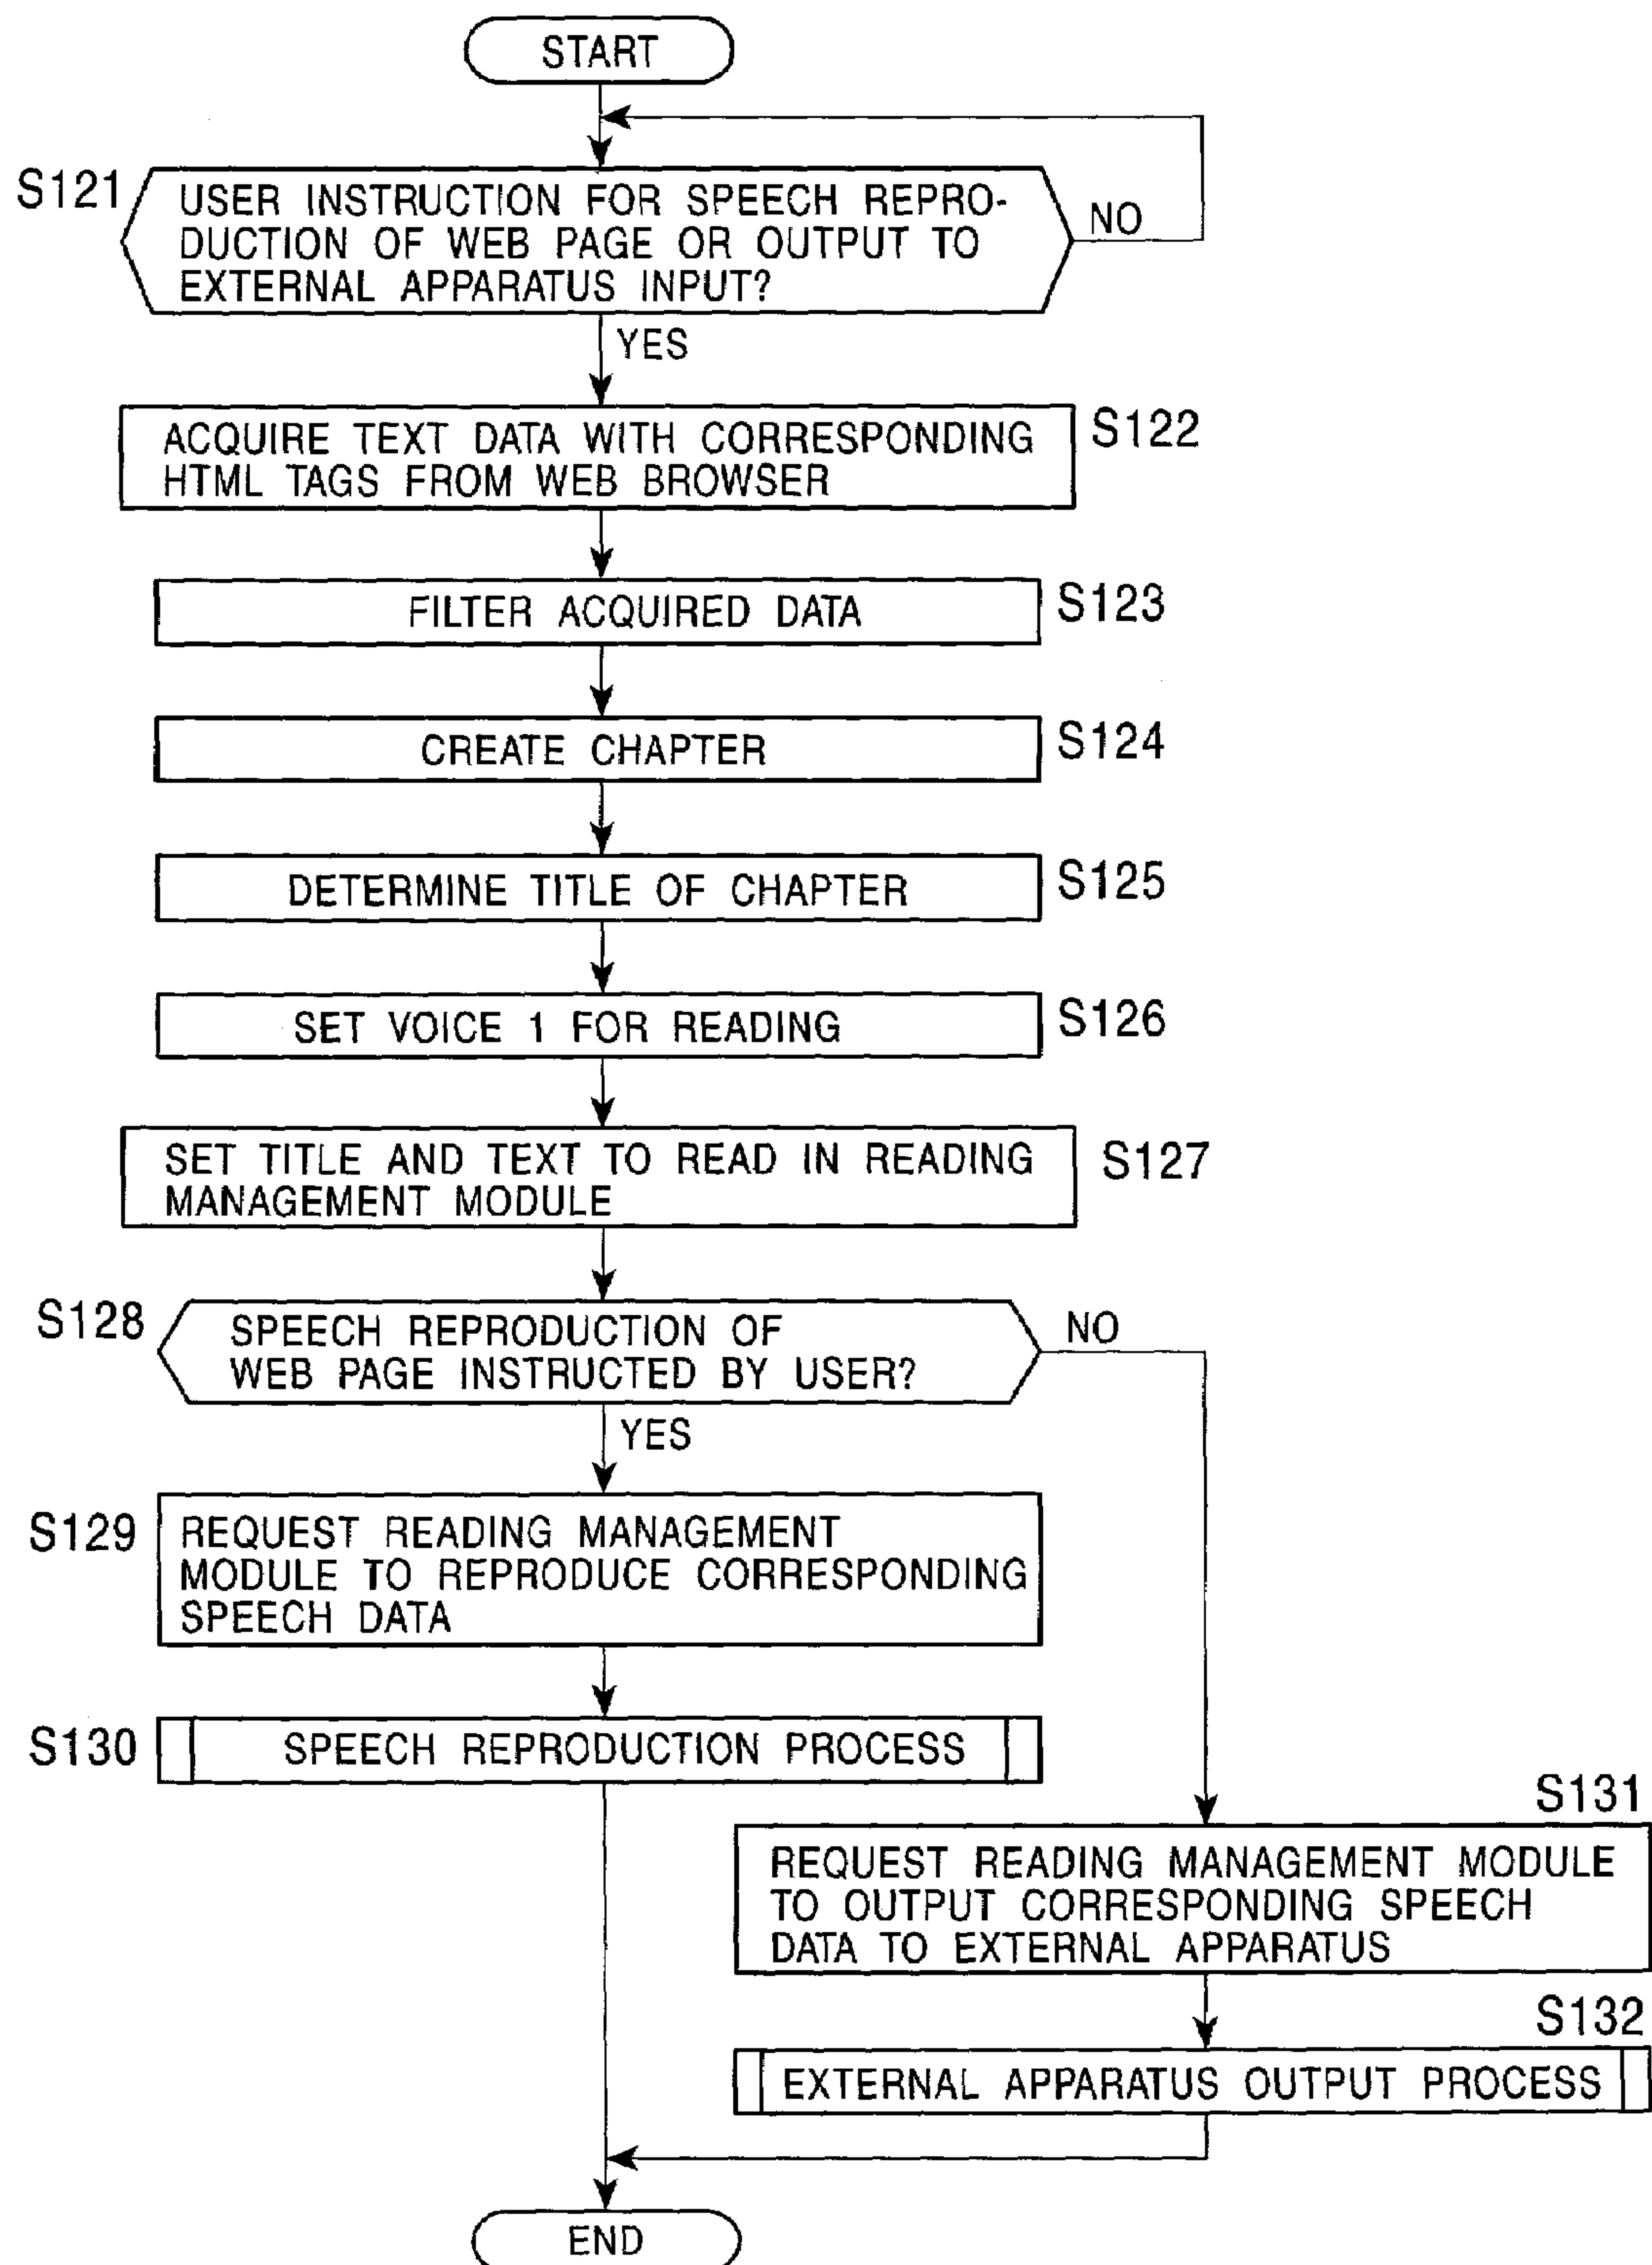 START
S121
USER INSTRUCTION FOR SPEECH REPRO-
DUCTION OF WEB PAGE OR OUTPUT TO
EXTERNAL APPARATUS INPUT?
NO
YES
ACQUIRE TEXT DATA WITH CORRESPONDING
HTML TAGS FROM WEB BROWSER
S122
FILTER ACQUIRED DATA
S123
CREATE CHAPTER
S124
DETERMINE TITLE OF CHAPTER
S125
SET VOICE 1 FOR READING
S126
SET TITLE AND TEXT TO READ IN READING
MANAGEMENT MODULE
S127
S128
SPEECH REPRODUCTION OF
WEB PAGE INSTRUCTED BY USER?
NO
YES
S129
REQUEST READING MANAGEMENT
MODULE TO REPRODUCE CORRESPONDING
SPEECH DATA
S130
SPEECH REPRODUCTION PROCESS
S131
REQUEST READING MANAGEMENT MODULE
TO OUTPUT CORRESPONDING SPEECH
DATA TO EXTERNAL APPARATUS
S132
EXTERNAL APPARATUS OUTPUT PROCESS
END